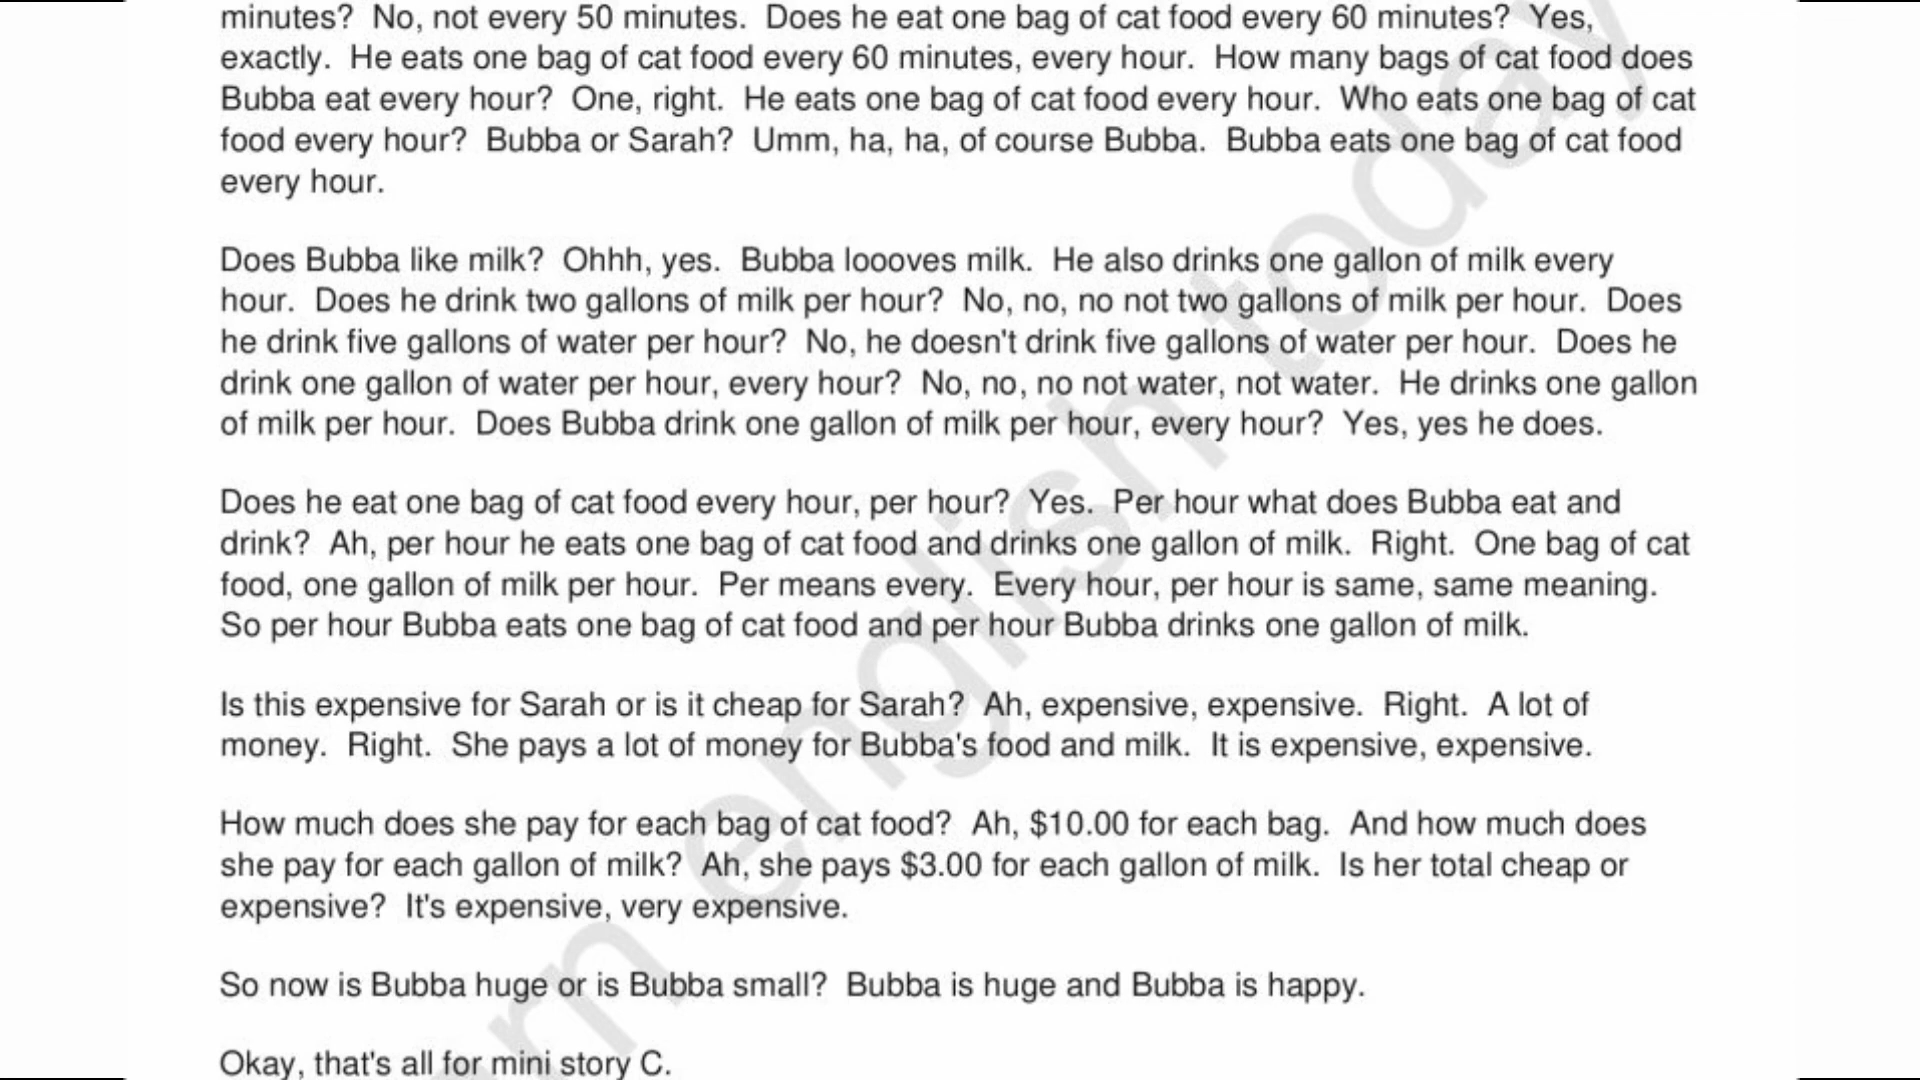 minutes?  No, not every 50 minutes.  Does he eat one bag of cat food every 60 minutes?  Yes,
exactly.  He eats one bag of cat food every 60 minutes, every hour.  How many bags of cat food does
Bubba eat every hour?  One, right.  He eats one bag of cat food every hour.  Who eats one bag of cat
food every hour?  Bubba or Sarah?  Umm, ha, ha, of course Bubba.  Bubba eats one bag of cat food
every hour.
Does Bubba like milk?  Ohhh, yes.  Bubba loooves milk.  He also drinks one gallon of milk every
hour.  Does he drink two gallons of milk per hour?  No, no, no not two gallons of milk per hour.  Does
he drink five gallons of water per hour?  No, he doesn't drink five gallons of water per hour.  Does he
drink one gallon of water per hour, every hour?  No, no, no not water, not water.  He drinks one gallon
of milk per hour.  Does Bubba drink one gallon of milk per hour, every hour?  Yes, yes he does.
Does he eat one bag of cat food every hour, per hour?  Yes.  Per hour what does Bubba eat and
drink?  Ah, per hour he eats one bag of cat food and drinks one gallon of milk.  Right.  One bag of cat
food, one gallon of milk per hour.  Per means every.  Every hour, per hour is same, same meaning.
So per hour Bubba eats one bag of cat food and per hour Bubba drinks one gallon of milk.
Is this expensive for Sarah or is it cheap for Sarah?  Ah, expensive, expensive.  Right.  A lot of
money.  Right.  She pays a lot of money for Bubba's food and milk.  It is expensive, expensive.
How much does she pay for each bag of cat food?  Ah, $10.00 for each bag.  And how much does
she pay for each gallon of milk?  Ah, she pays $3.00 for each gallon of milk.  Is her total cheap or
expensive?  It's expensive, very expensive.
So now is Bubba huge or is Bubba small?  Bubba is huge and Bubba is happy.
Okay, that's all for mini story C.
english today